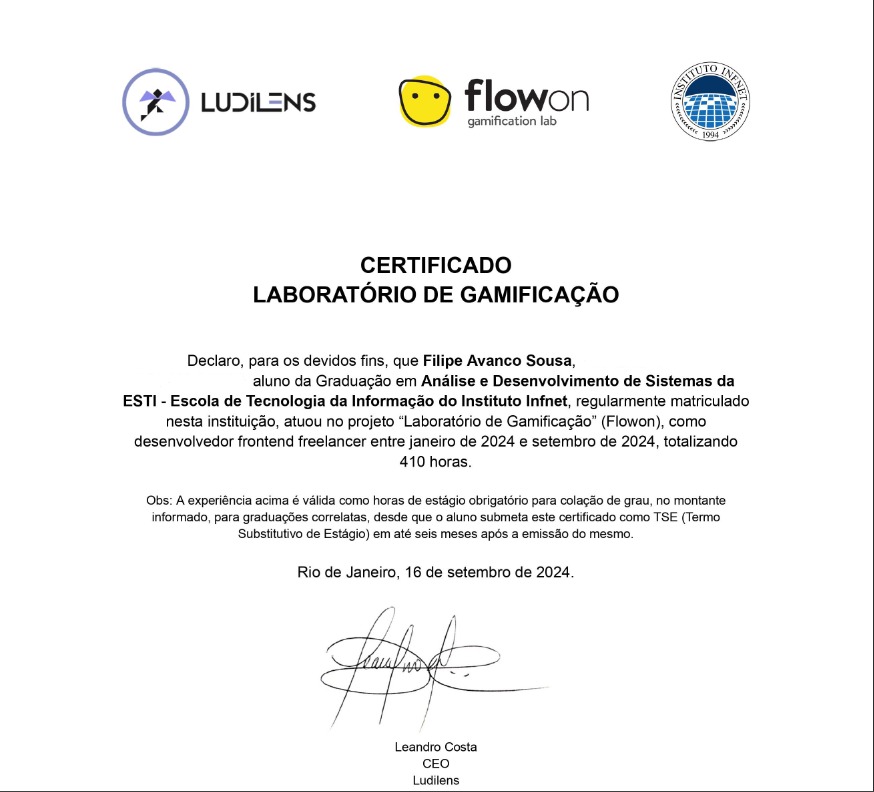 LUDiLENS
flowon
gamification lab
INSTITUTO INFNET
1994
CERTIFICADO
LABORATÓRIO DE GAMIFICAÇÃO
Declaro, para os devidos fins, que Filipe Avanco Sousa,
aluno da Graduação em Análise e Desenvolvimento de Sistemas da
ESTI - Escola de Tecnologia da Informação do Instituto Infnet, regularmente matriculado
nesta instituição, atuou no projeto “Laboratório de Gamificação” (Flowon), como
desenvolvedor frontend freelancer entre janeiro de 2024 e setembro de 2024, totalizando
410 horas.
Obs: A experiência acima é válida como horas de estágio obrigatório para colação de grau, no montante
informado, para graduações correlatas, desde que o aluno submeta este certificado como TSE (Termo
Substitutivo de Estágio) em até seis meses após a emissão do mesmo.
Rio de Janeiro, 16 de setembro de 2024.
Leandro Costa
CEO
Ludilens